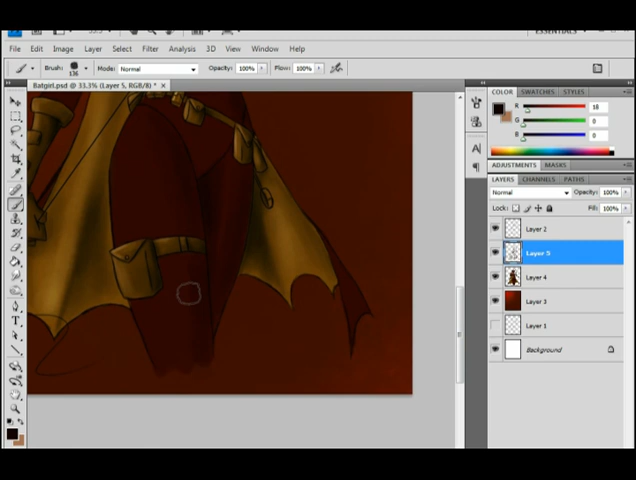 ESSENTIALS
File Edit Image Layer Select Filter Analysis 3D View Window Help
Brush: 136 Mode: Normal Opacity: 100% Flow: 100%
Batgirl.psd @ 33.3% (Layer 5, RGB/8) *
COLOR SWATCHES STYLES
R 18
G 0
B 0
ADJUSTMENTS MASKS
LAYERS CHANNELS PATHS
Normal Opacity: 100%
Lock: Fill: 100%
Layer 2
Layer 5
Layer 4
Layer 3
Layer 1
Background